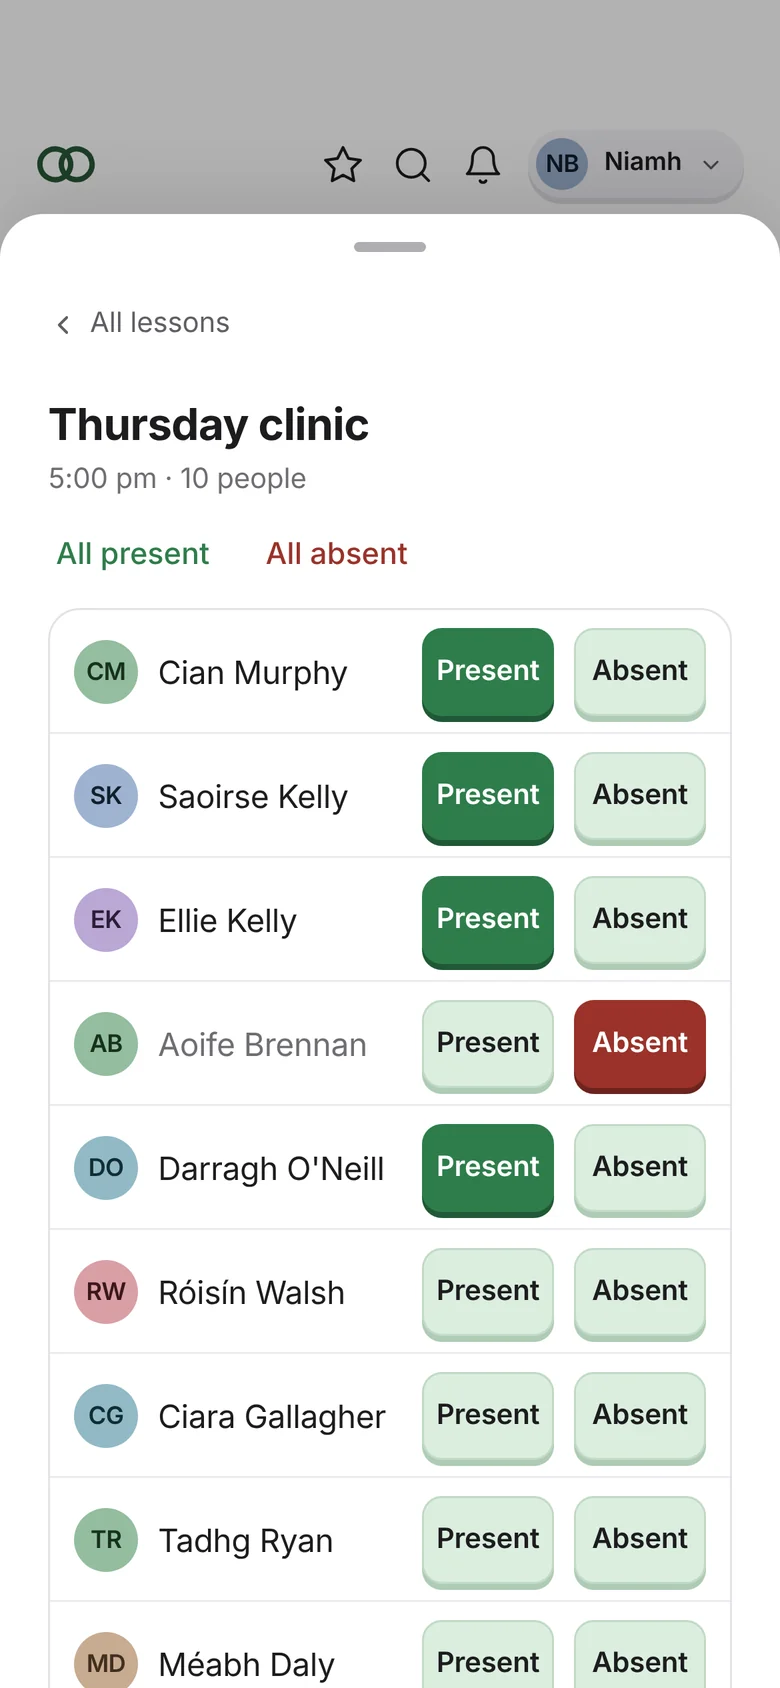 NB Niamh
All lessons
Thursday clinic
5:00 pm · 10 people
All present All absent
CM Cian Murphy Present Absent
SK Saoirse Kelly Present Absent
EK Ellie Kelly Present Absent
AB Aoife Brennan Present Absent
DO Darragh O'Neill Present Absent
RW Róisín Walsh Present Absent
CG Ciara Gallagher Present Absent
TR Tadhg Ryan Present Absent
MD Méabh Daly Present Absent